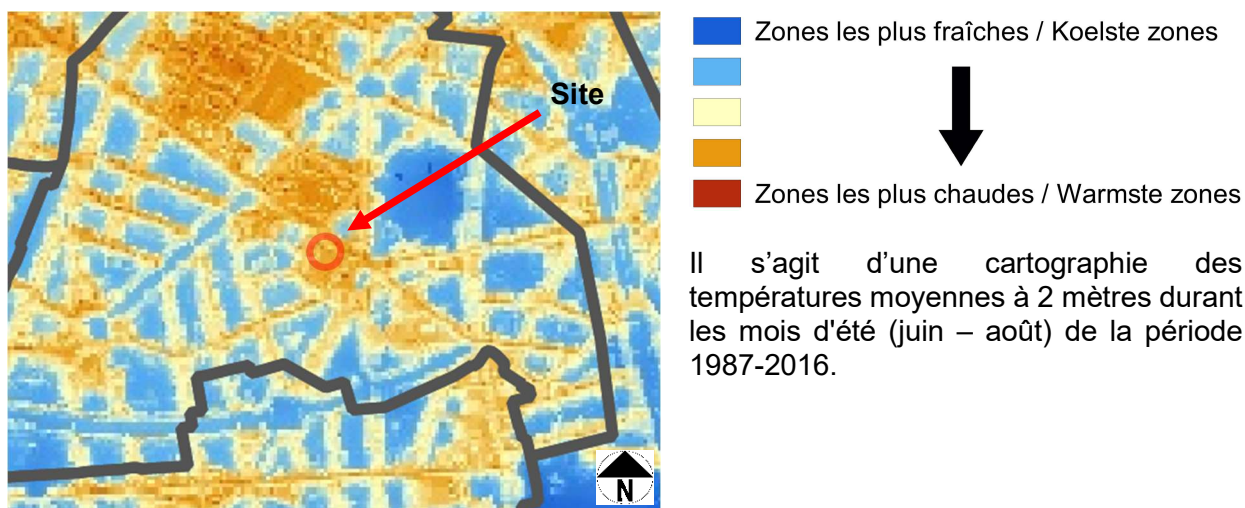 Site
N
Zones les plus fraîches / Koelste zones
Zones les plus chaudes / Warmste zones
Il s’agit d’une cartographie des
températures moyennes à 2 mètres durant
les mois d'été (juin – août) de la période
1987-2016.